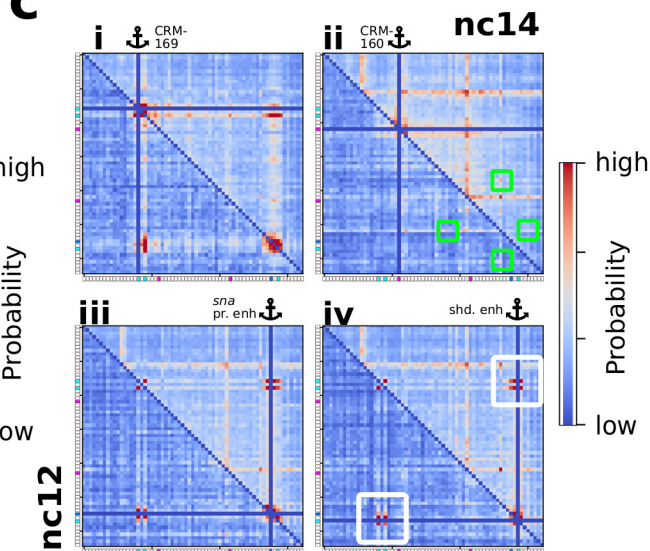 c
nc14
i
CRM-
169
ii
CRM-
160
high
Probability
low
high
Probability
low
iii
sna
pr. enh
iv
shd. enh
nc12